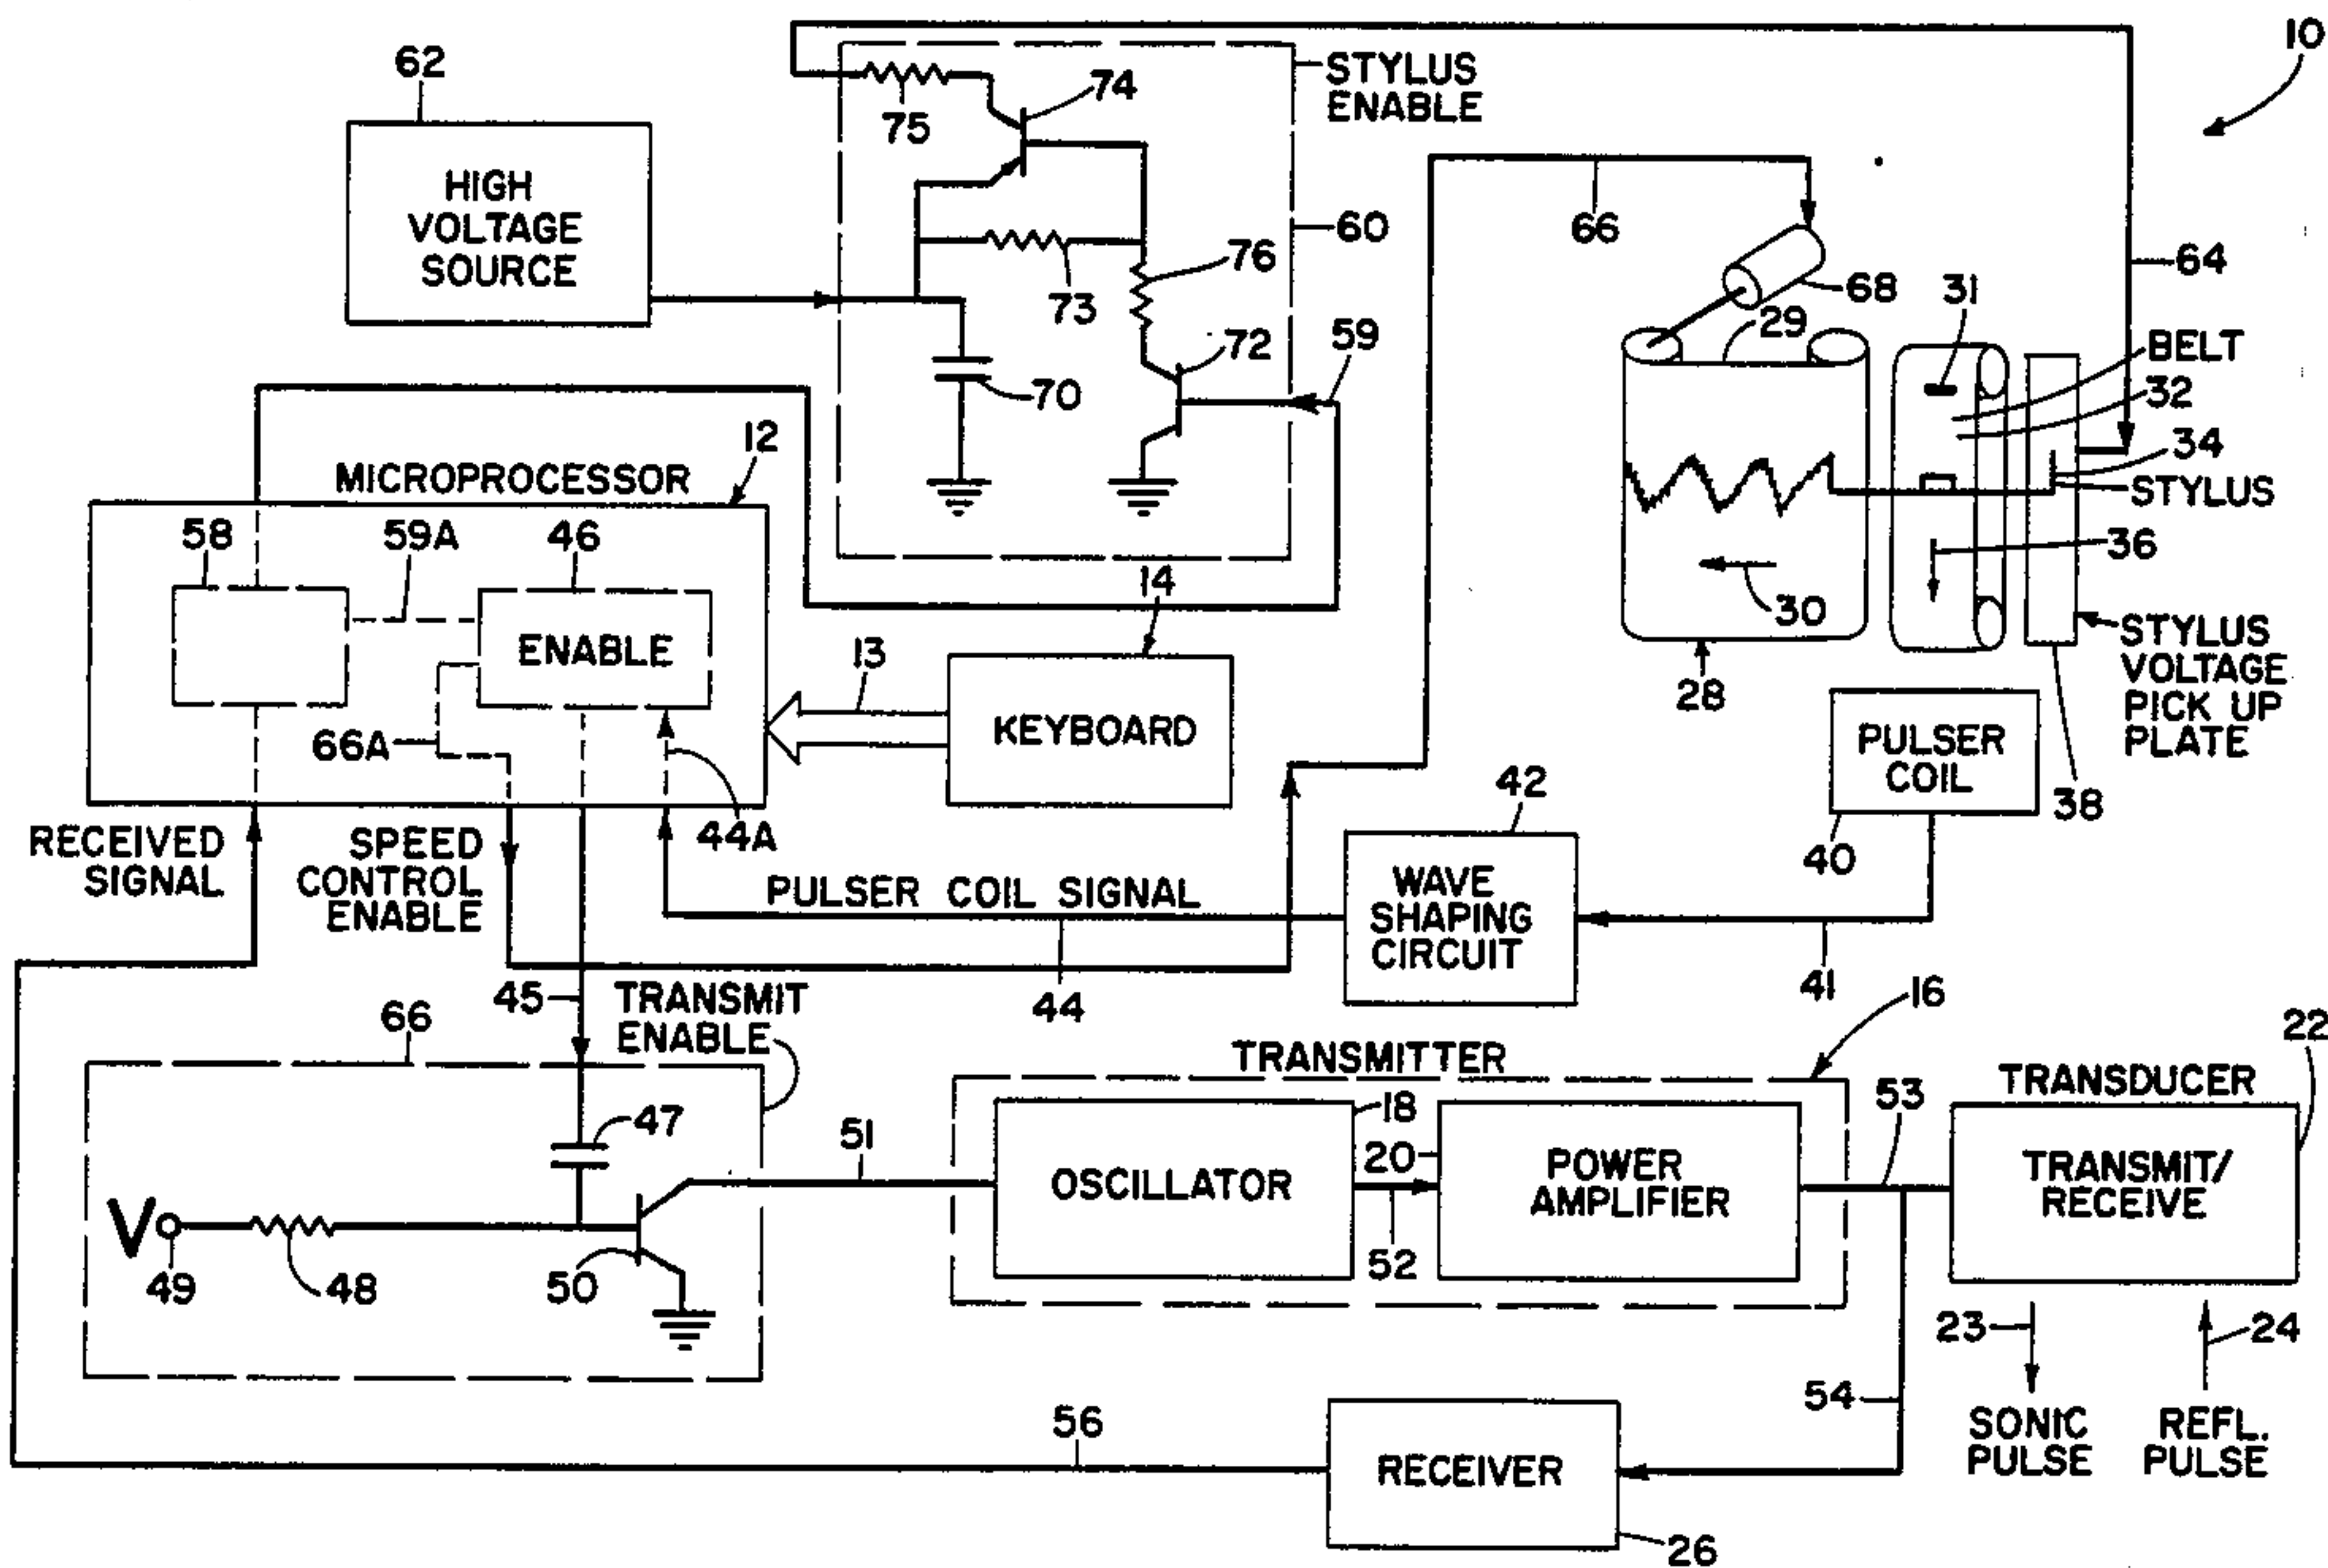 10
62
HIGH
VOLTAGE
SOURCE
75
74
STYLUS
ENABLE
60
73
76
72
70
59
66
68
64
31
29
BELT
32
34
STYLUS
36
30
28
STYLUS
VOLTAGE
PICK UP
PLATE
38
MICROPROCESSOR
12
58
59A
46
ENABLE
66A
44A
13
14
KEYBOARD
PULSER
COIL
40
41
42
WAVE
SHAPING
CIRCUIT
RECEIVED
SIGNAL
SPEED
CONTROL
ENABLE
PULSER COIL SIGNAL
44
45
TRANSMIT
ENABLE
66
47
V
49
48
50
51
TRANSMITTER
16
18
OSCILLATOR
20
52
POWER
AMPLIFIER
53
TRANSDUCER
22
TRANSMIT/
RECEIVE
23
24
SONIC
PULSE
REFL.
PULSE
54
56
RECEIVER
26